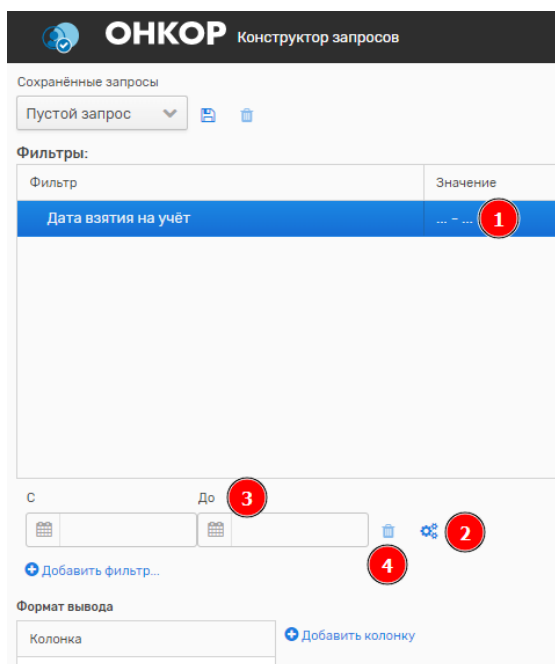 ОНКОР Конструктор запросов
Сохранённые запросы
Пустой запрос
Фильтры:
Фильтр Значение
Дата взятия на учёт ... - ... 1
С До 3
2
4
Добавить фильтр...
Формат вывода
Колонка Добавить колонку